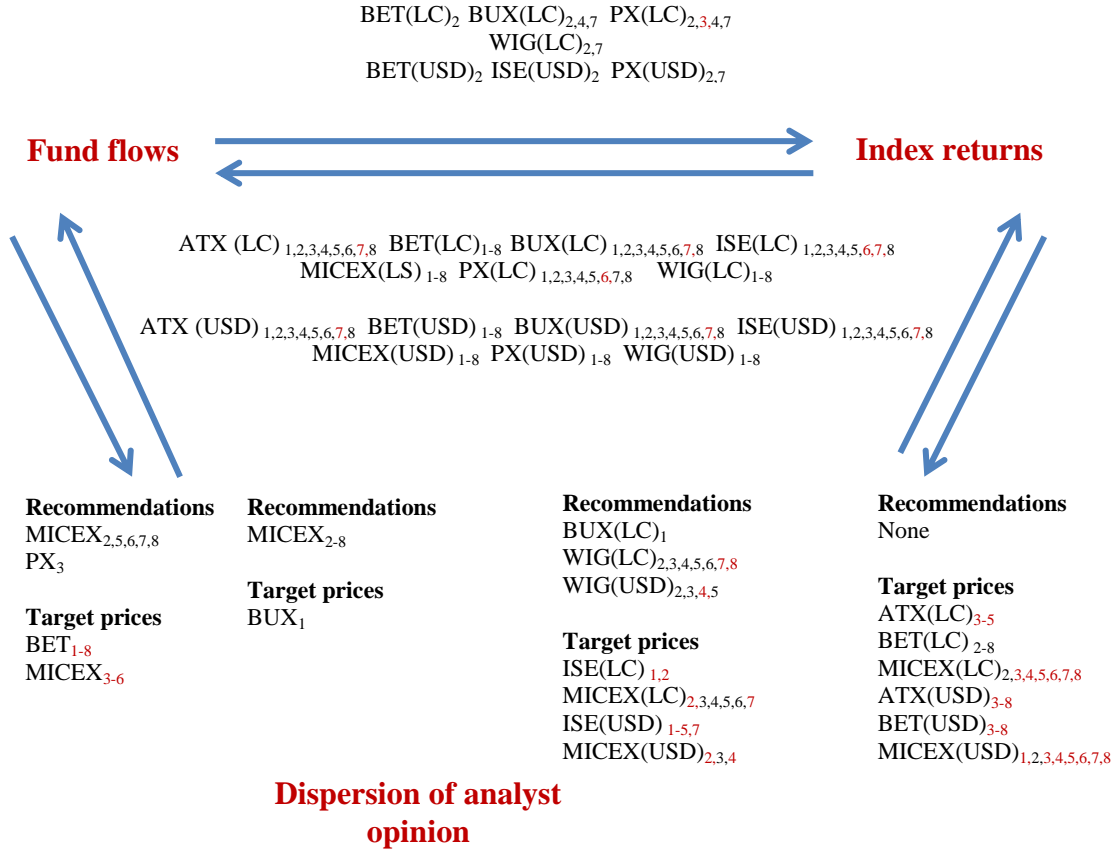 BET(LC)2 BUX(LC)2,4,7 PX(LC)2,3,4,7
WIG(LC)2,7
BET(USD)2 ISE(USD)2 PX(USD)2,7
Fund flows
Index returns
ATX (LC) 1,2,3,4,5,6,7,8 BET(LC)1-8 BUX(LC) 1,2,3,4,5,6,7,8 ISE(LC) 1,2,3,4,5,6,7,8
MICEX(LS) 1-8 PX(LC) 1,2,3,4,5,6,7,8 WIG(LC)1-8
ATX (USD) 1,2,3,4,5,6,7,8 BET(USD) 1-8 BUX(USD) 1,2,3,4,5,6,7,8 ISE(USD) 1,2,3,4,5,6,7,8
MICEX(USD) 1-8 PX(USD) 1-8 WIG(USD) 1-8
Recommendations
MICEX2,5,6,7,8
PX3
Target prices
BET1-8
MICEX3-6
Recommendations
MICEX2-8
Target prices
BUX1
Recommendations
BUX(LC)1
WIG(LC)2,3,4,5,6,7,8
WIG(USD)2,3,4,5
Target prices
ISE(LC) 1,2
MICEX(LC)2,3,4,5,6,7
ISE(USD) 1-5,7
MICEX(USD)2,3,4
Recommendations
None
Target prices
ATX(LC)3-5
BET(LC) 2-8
MICEX(LC)2,3,4,5,6,7,8
ATX(USD)3-8
BET(USD)3-8
MICEX(USD)1,2,3,4,5,6,7,8
Dispersion of analyst
opinion